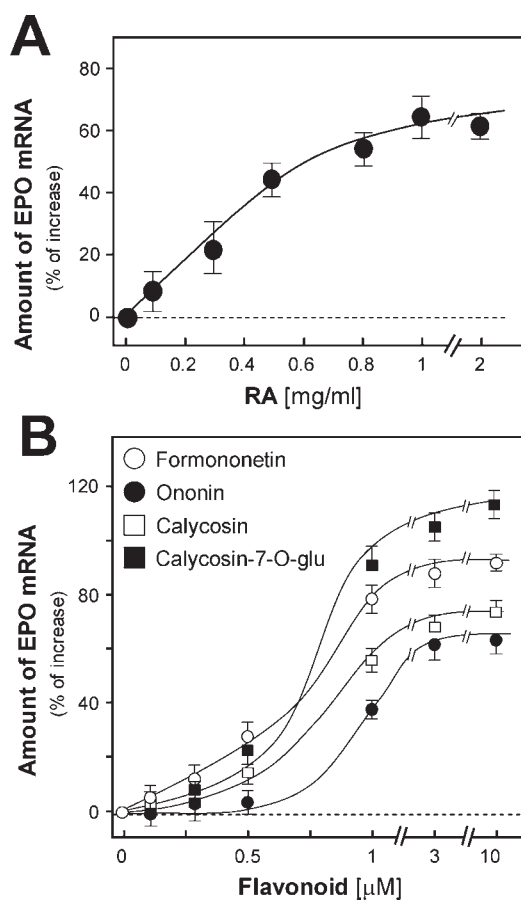 A
Amount of EPO mRNA
(% of increase)
80
60
40
20
0
0
0.2
0.4
0.6
0.8
1
2
RA [mg/ml]
B
Formononetin
Ononin
Calycosin
Calycosin-7-O-glu
Amount of EPO mRNA
(% of increase)
120
80
40
0
0
0.5
1
3
10
Flavonoid [μM]